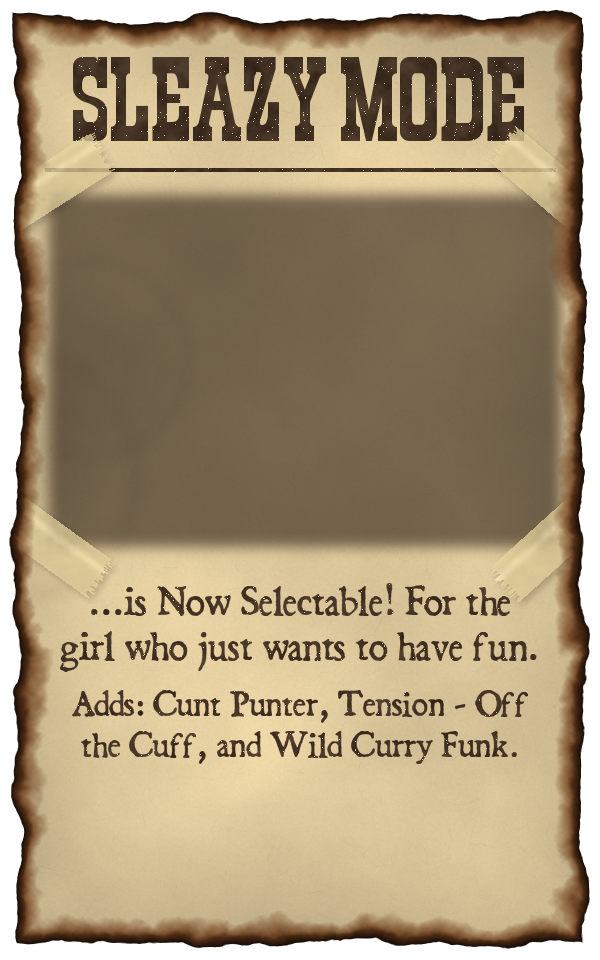 SLEAZY MODE
...is Now Selectable! For the
girl who just wants to have fun.
Adds: Cunt Punter, Tension - Off
the Cuff, and Wild Curry Funk.